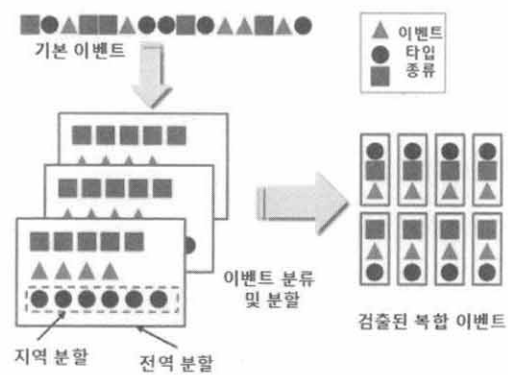 기본 이벤트
이벤트
타입
종류
이벤트 분류
및 분할
검출된 복합 이벤트
지역 분할
전역 분할